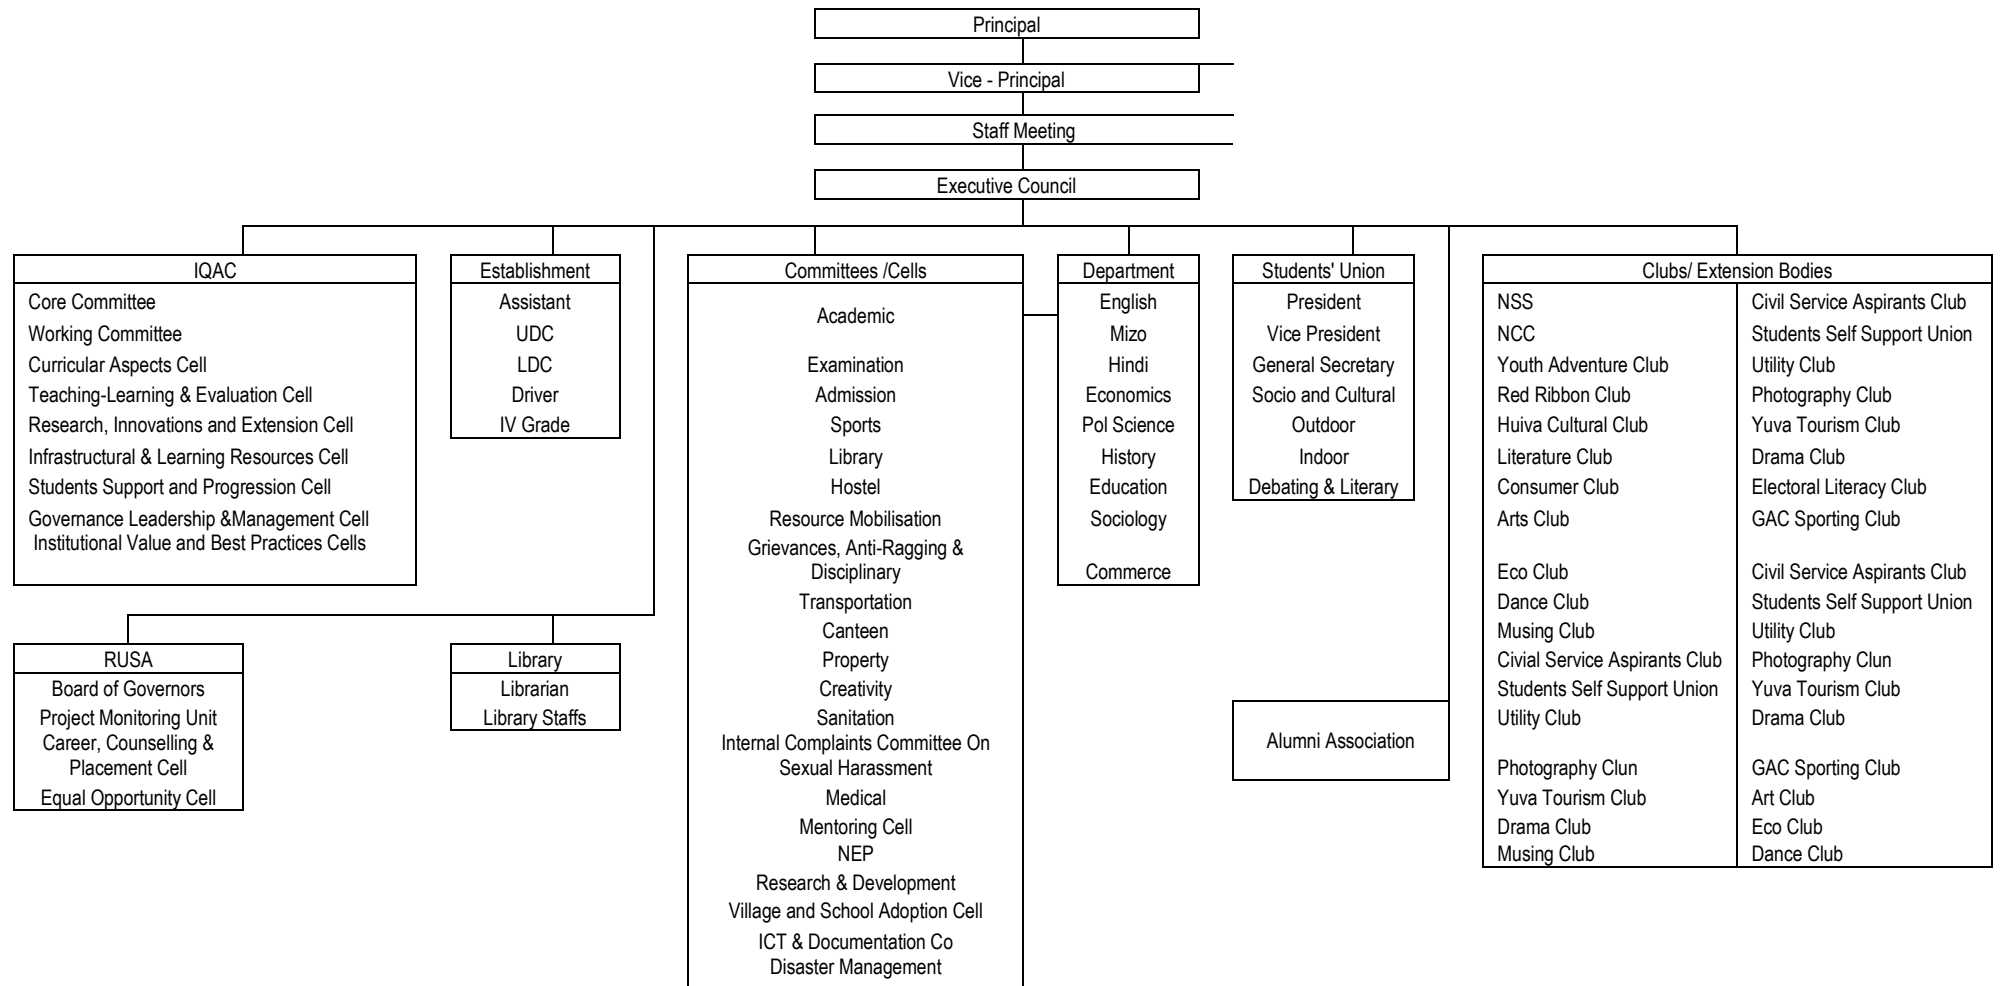 Principal
Vice - Principal
Staff Meeting
Executive Council
IQAC
Core Committee
Working Committee
Curricular Aspects Cell
Teaching-Learning & Evaluation Cell
Research, Innovations and Extension Cell
Infrastructural & Learning Resources Cell
Students Support and Progression Cell
Governance Leadership &Management Cell
Institutional Value and Best Practices Cells
Establishment
Assistant
UDC
LDC
Driver
IV Grade
RUSA
Board of Governors
Project Monitoring Unit
Career, Counselling &
Placement Cell
Equal Opportunity Cell
Library
Librarian
Library Staffs
Committees /Cells
Academic
Examination
Admission
Sports
Library
Hostel
Resource Mobilisation
Grievances, Anti-Ragging &
Disciplinary
Transportation
Canteen
Property
Creativity
Sanitation
Internal Complaints Committee On
Sexual Harassment
Medical
Mentoring Cell
NEP
Research & Development
Village and School Adoption Cell
ICT & Documentation Co
Disaster Management
Department
English
Mizo
Hindi
Economics
Pol Science
History
Education
Sociology
Commerce
Students' Union
President
Vice President
General Secretary
Socio and Cultural
Outdoor
Indoor
Debating & Literary
Alumni Association
Clubs/ Extension Bodies
NSS
NCC
Youth Adventure Club
Red Ribbon Club
Huiva Cultural Club
Literature Club
Consumer Club
Arts Club
Eco Club
Dance Club
Musing Club
Civial Service Aspirants Club
Students Self Support Union
Utility Club
Photography Clun
Yuva Tourism Club
Drama Club
Musing Club
Civil Service Aspirants Club
Students Self Support Union
Utility Club
Photography Club
Yuva Tourism Club
Drama Club
Electoral Literacy Club
GAC Sporting Club
Civil Service Aspirants Club
Students Self Support Union
Utility Club
Photography Clun
Yuva Tourism Club
Drama Club
GAC Sporting Club
Art Club
Eco Club
Dance Club